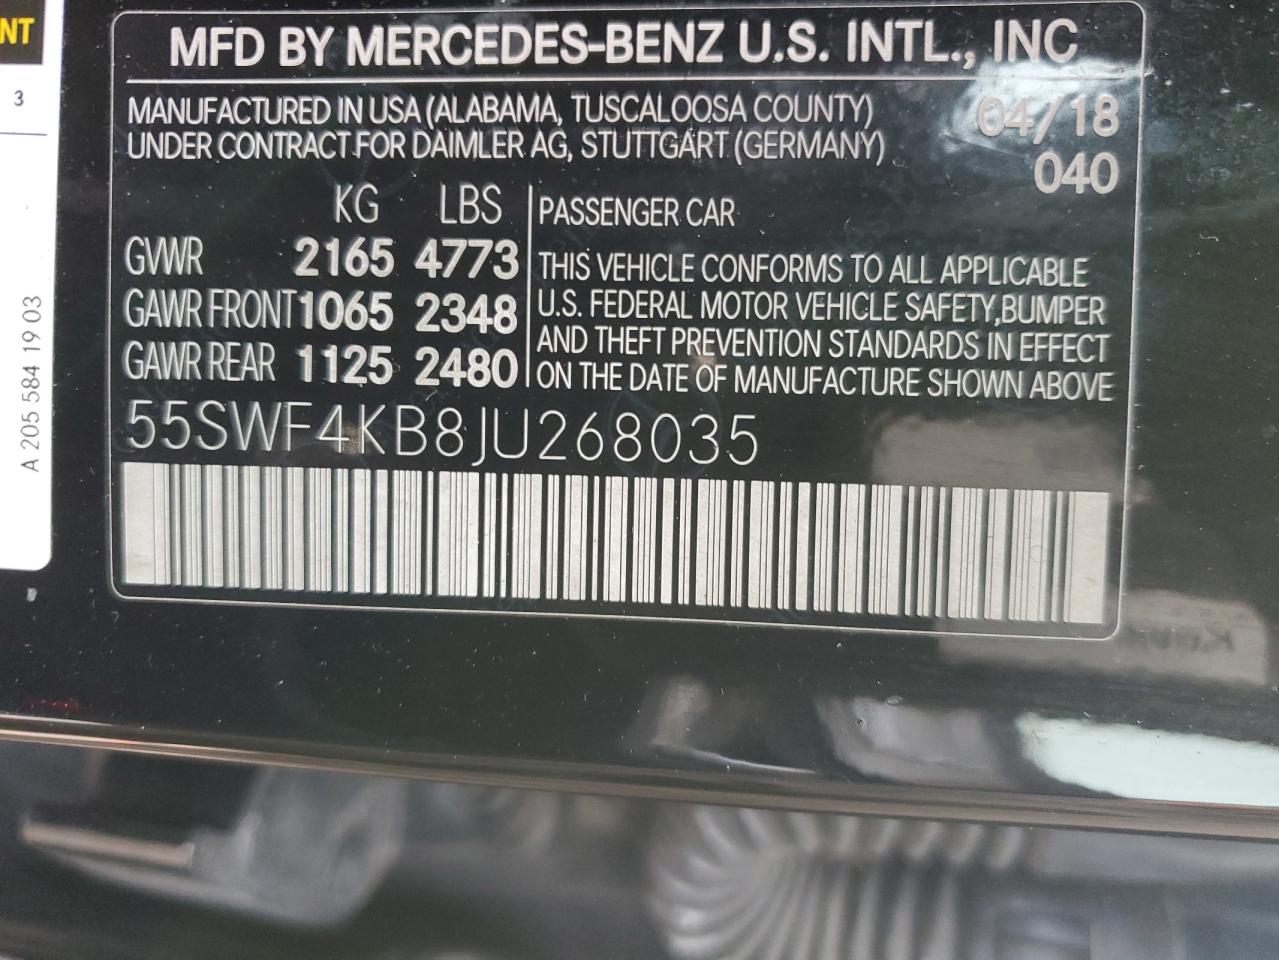 NT
3
A 205 584 19 03
MFD BY MERCEDES-BENZ U.S. INTL., INC
MANUFACTURED IN USA (ALABAMA, TUSCALOOSA COUNTY) 04/18
UNDER CONTRACT FOR DAIMLER AG, STUTTGART (GERMANY) 040
KG LBS
GVWR 2165 4773
GAWR FRONT 1065 2348
GAWR REAR 1125 2480
PASSENGER CAR
THIS VEHICLE CONFORMS TO ALL APPLICABLE
U.S. FEDERAL MOTOR VEHICLE SAFETY, BUMPER
AND THEFT PREVENTION STANDARDS IN EFFECT
ON THE DATE OF MANUFACTURE SHOWN ABOVE
55SWF4KB8JU268035